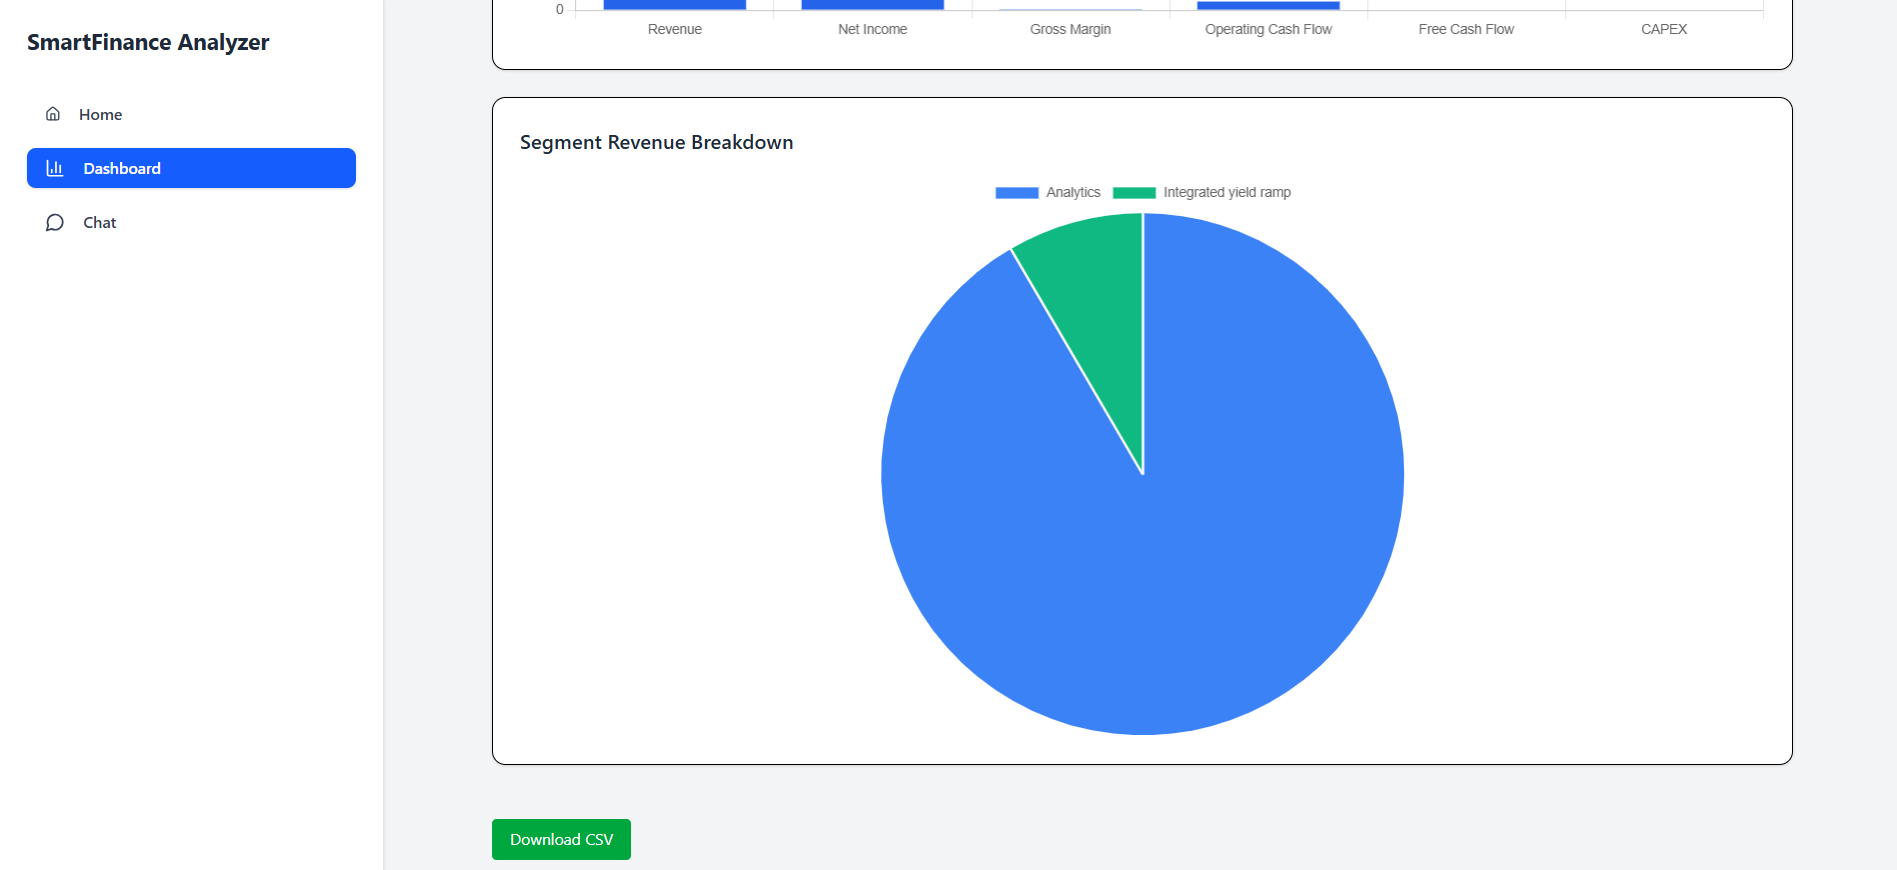 SmartFinance Analyzer
Home
Dashboard
Chat
0
Revenue Net Income Gross Margin Operating Cash Flow Free Cash Flow CAPEX
Segment Revenue Breakdown
Analytics Integrated yield ramp
Download CSV